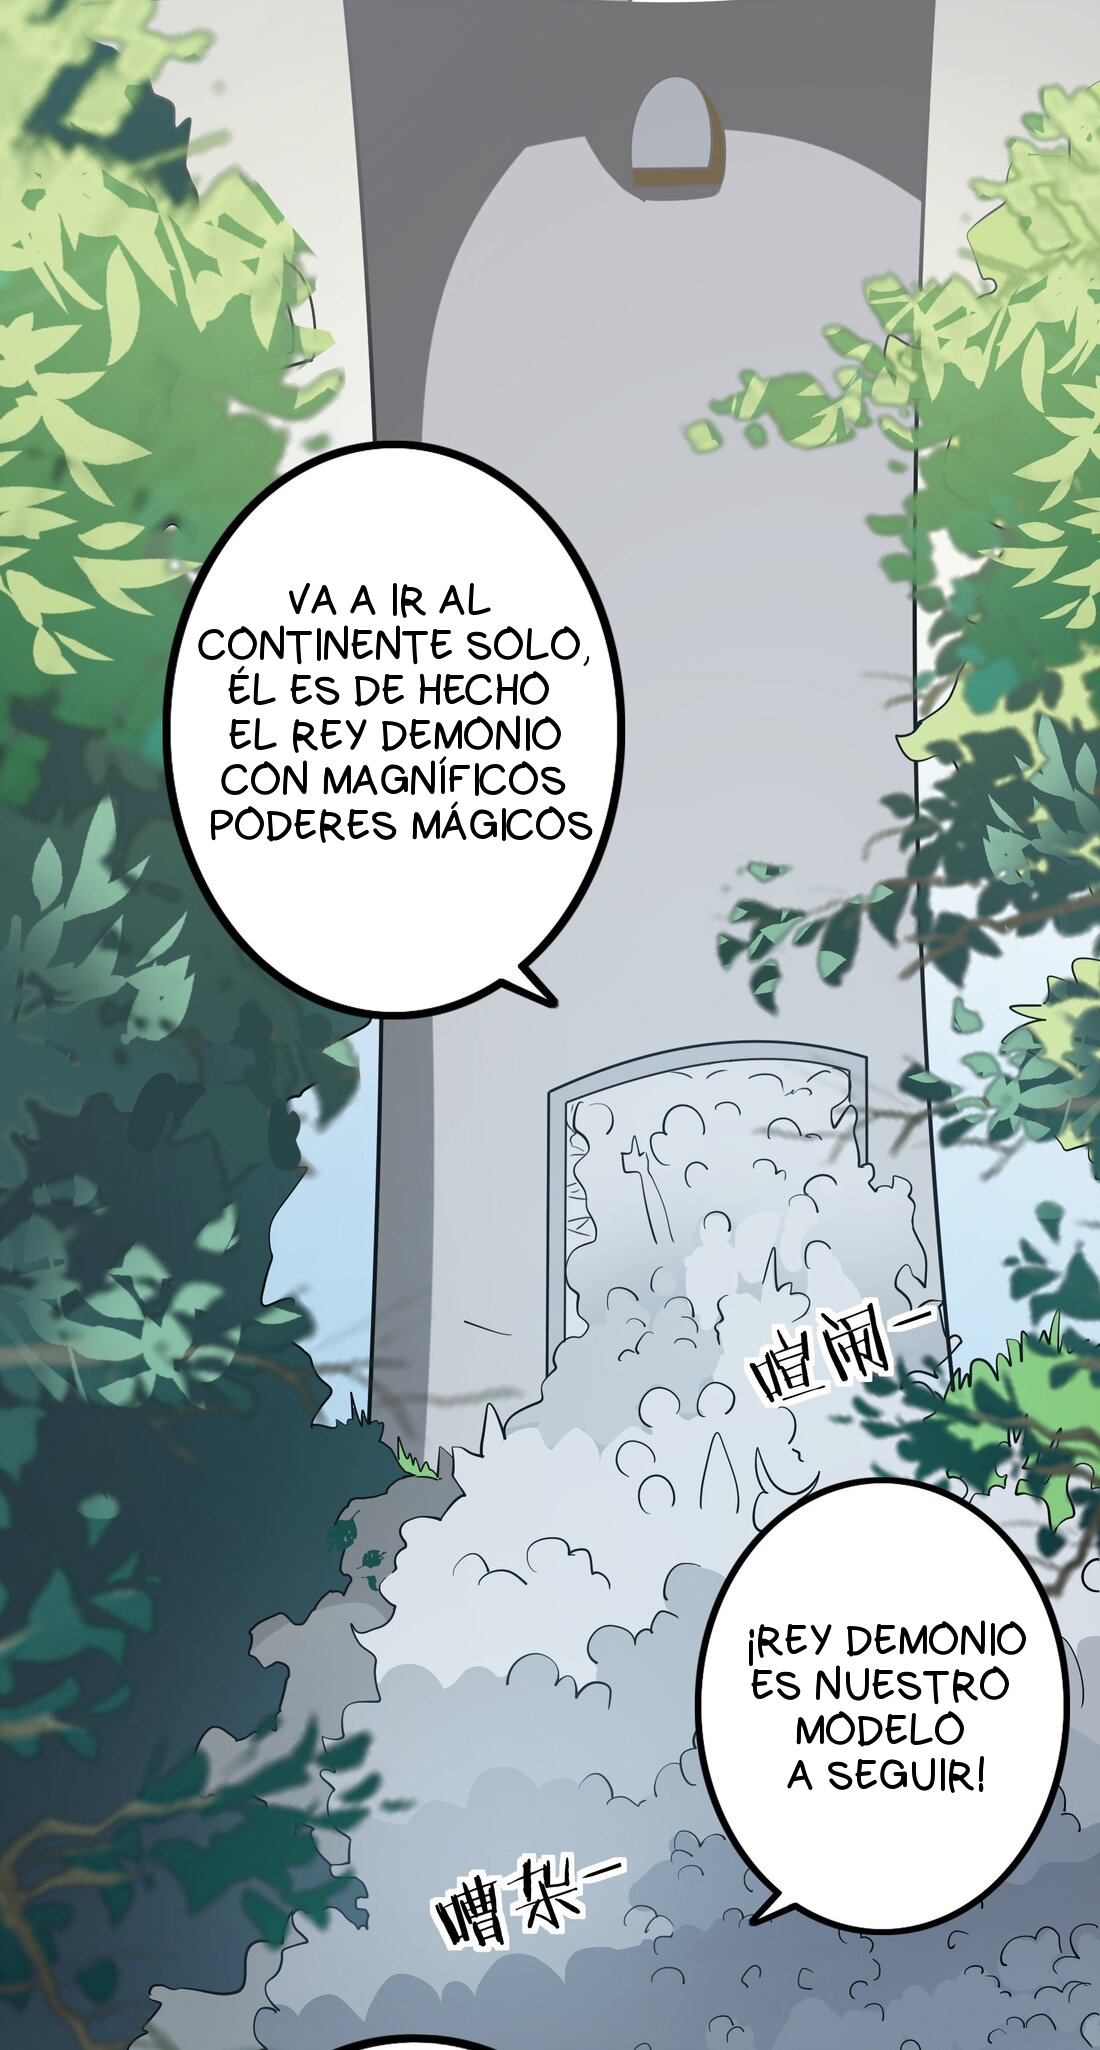 VA A IR AL
CONTINENTE SOLO,
ÉL ES DE HECHO
EL REY DEMONIO
CON MAGNÍFICOS
PODERES MÁGICOS
喧闹-
¡REY DEMONIO
ES NUESTRO
MODELO
A SEGUIR!
嘈杂-